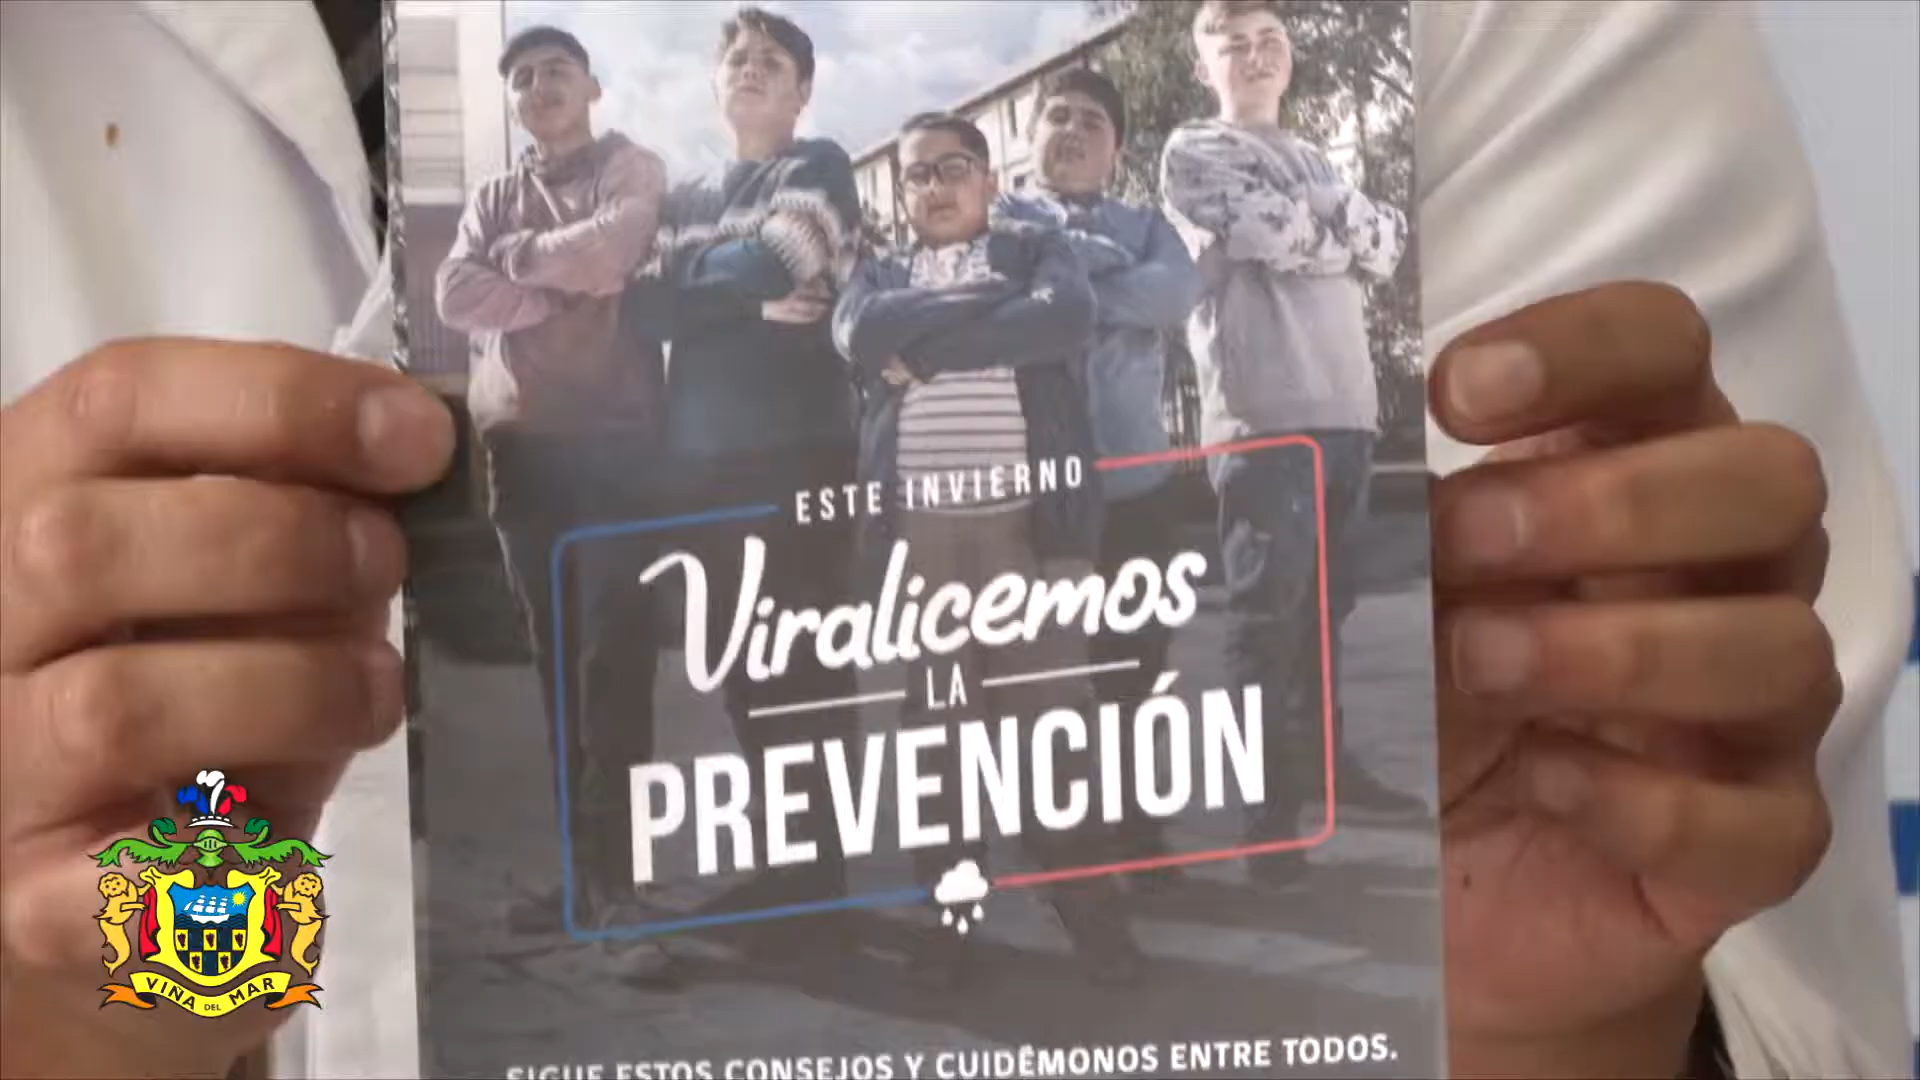 ESTE INVIERNO
Viralicemos
LA
PREVENCIÓN
SIGUE ESTOS CONSEJOS Y CUIDÉMONOS ENTRE TODOS.
VIÑA DEL MAR